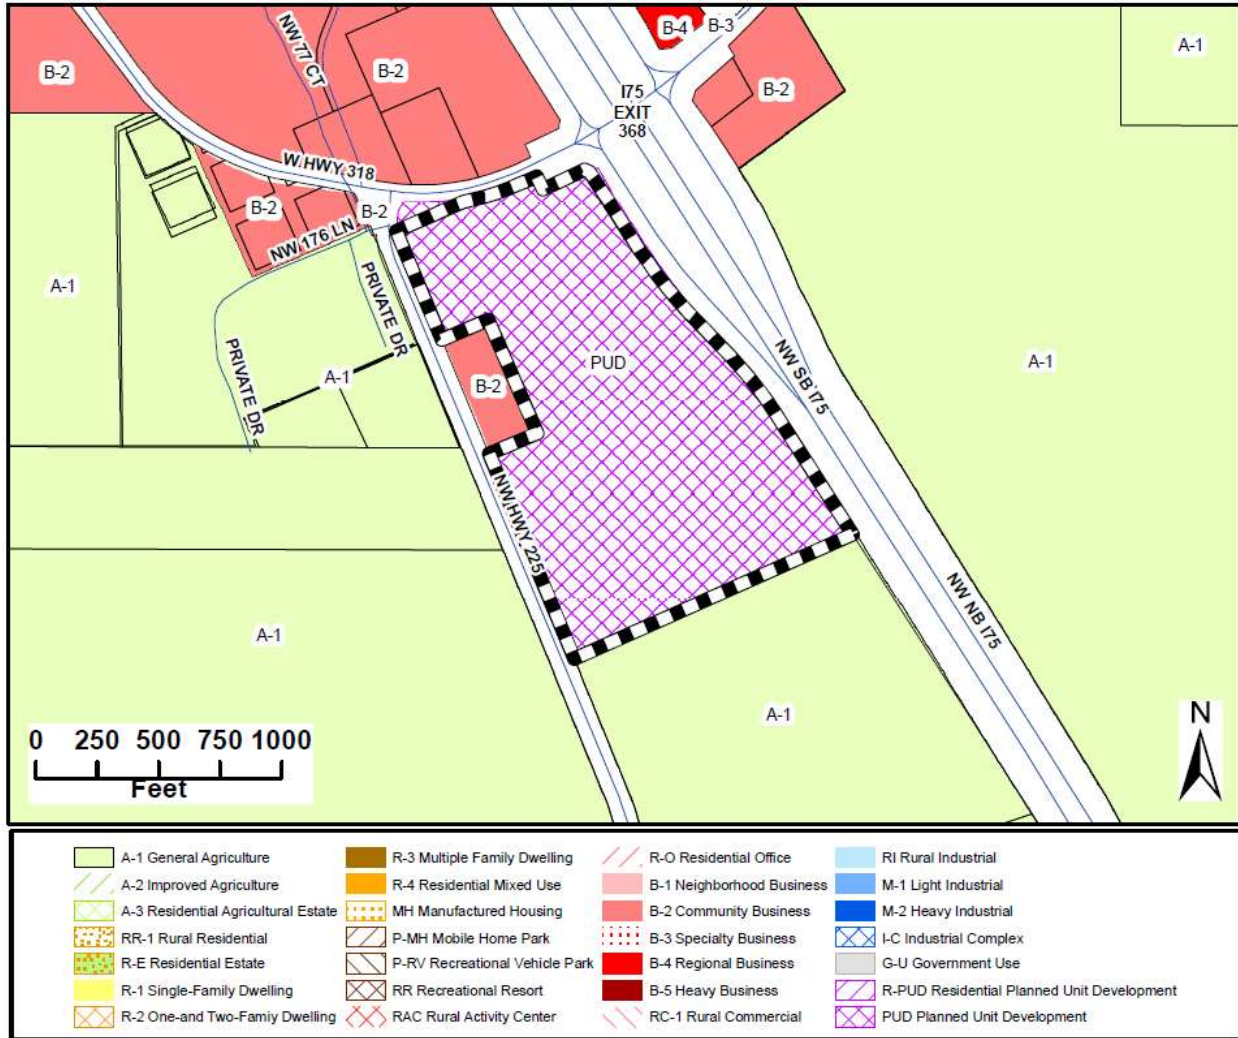 B-4
B-3
A-1
NW 77 CT
B-2
B-2
B-2
I75
EXIT
368
W HWY 318
B-2
B-2
NW 176 LN
A-1
PRIVATE DR
PRIVATE DR
A-1
B-2
PUD
NW SB I75
A-1
NW HWY 225
NW NB I75
A-1
A-1
0 250 500 750 1000
Feet
N
A-1 General Agriculture
A-2 Improved Agriculture
A-3 Residential Agricultural Estate
RR-1 Rural Residential
R-E Residential Estate
R-1 Single-Family Dwelling
R-2 One-and Two-Famiy Dwelling
R-3 Multiple Family Dwelling
R-4 Residential Mixed Use
MH Manufactured Housing
P-MH Mobile Home Park
P-RV Recreational Vehicle Park
RR Recreational Resort
RAC Rural Activity Center
R-O Residential Office
B-1 Neighborhood Business
B-2 Community Business
B-3 Specialty Business
B-4 Regional Business
B-5 Heavy Business
RC-1 Rural Commercial
RI Rural Industrial
M-1 Light Industrial
M-2 Heavy Industrial
I-C Industrial Complex
G-U Government Use
R-PUD Residential Planned Unit Development
PUD Planned Unit Development